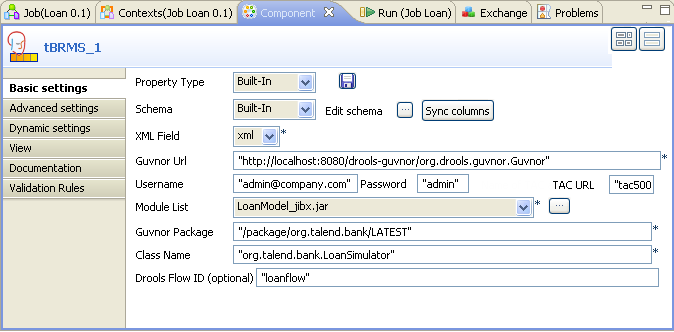 Job(Loan 0.1) Contexts(Job Loan 0.1) Component Run (Job Loan) Exchange Problems
tBRMS_1
Basic settings
Advanced settings
Dynamic settings
View
Documentation
Validation Rules
Property Type Built-In
Schema Built-In Edit schema ... Sync columns
XML Field xml *
Guvnor Url "http://localhost:8080/drools-guvnor/org.drools.guvnor.Guvnor" *
Username "admin@company.com" Password "admin" TAC URL "tac500
Module List LoanModel_jibx.jar * ...
Guvnor Package "/package/org.talend.bank/LATEST" *
Class Name "org.talend.bank.LoanSimulator" *
Drools Flow ID (optional) "loanflow"